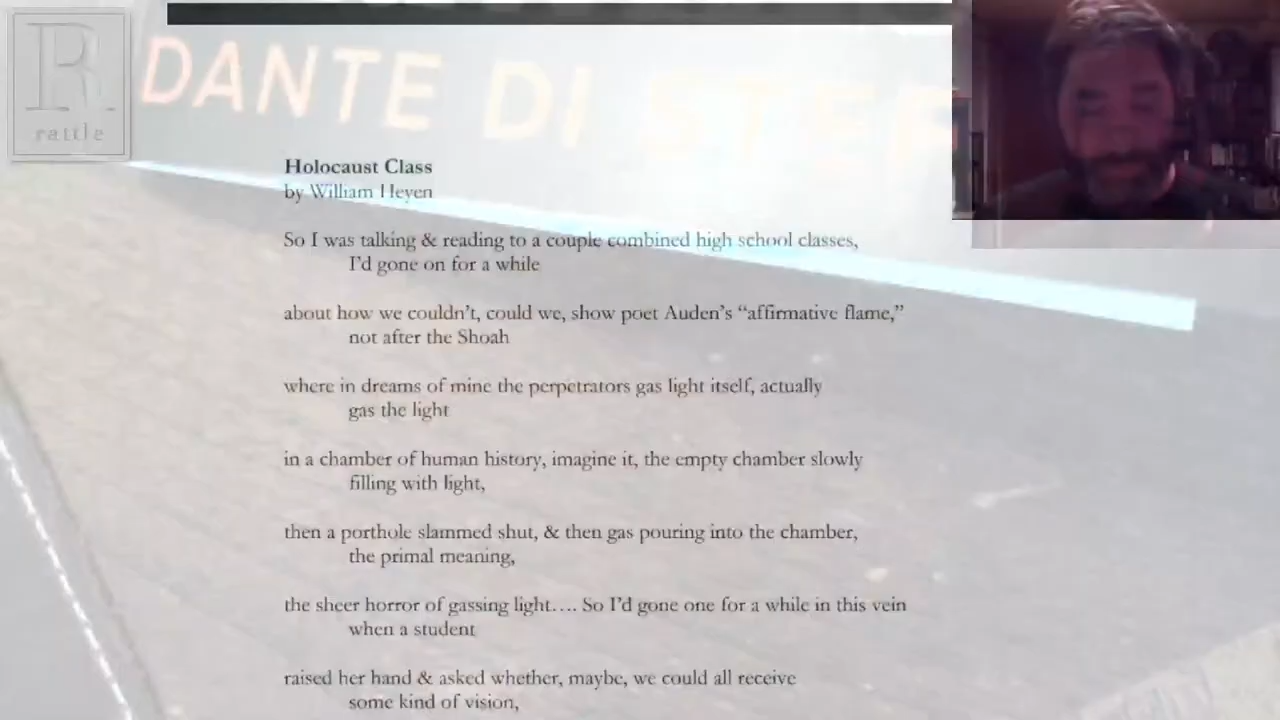 R
rattle
DANTE DI STEF
Holocaust Class
by William Heyen
So I was talking & reading to a couple combined high school classes,
I'd gone on for a while
about how we couldn't, could we, show poet Auden's “affirmative flame,”
not after the Shoah
where in dreams of mine the perpetrators gas light itself, actually
gas the light
in a chamber of human history, imagine it, the empty chamber slowly
filling with light,
then a porthole slammed shut, & then gas pouring into the chamber,
the primal meaning,
the sheer horror of gassing light…. So I'd gone one for a while in this vein
when a student
raised her hand & asked whether, maybe, we could all receive
some kind of vision,